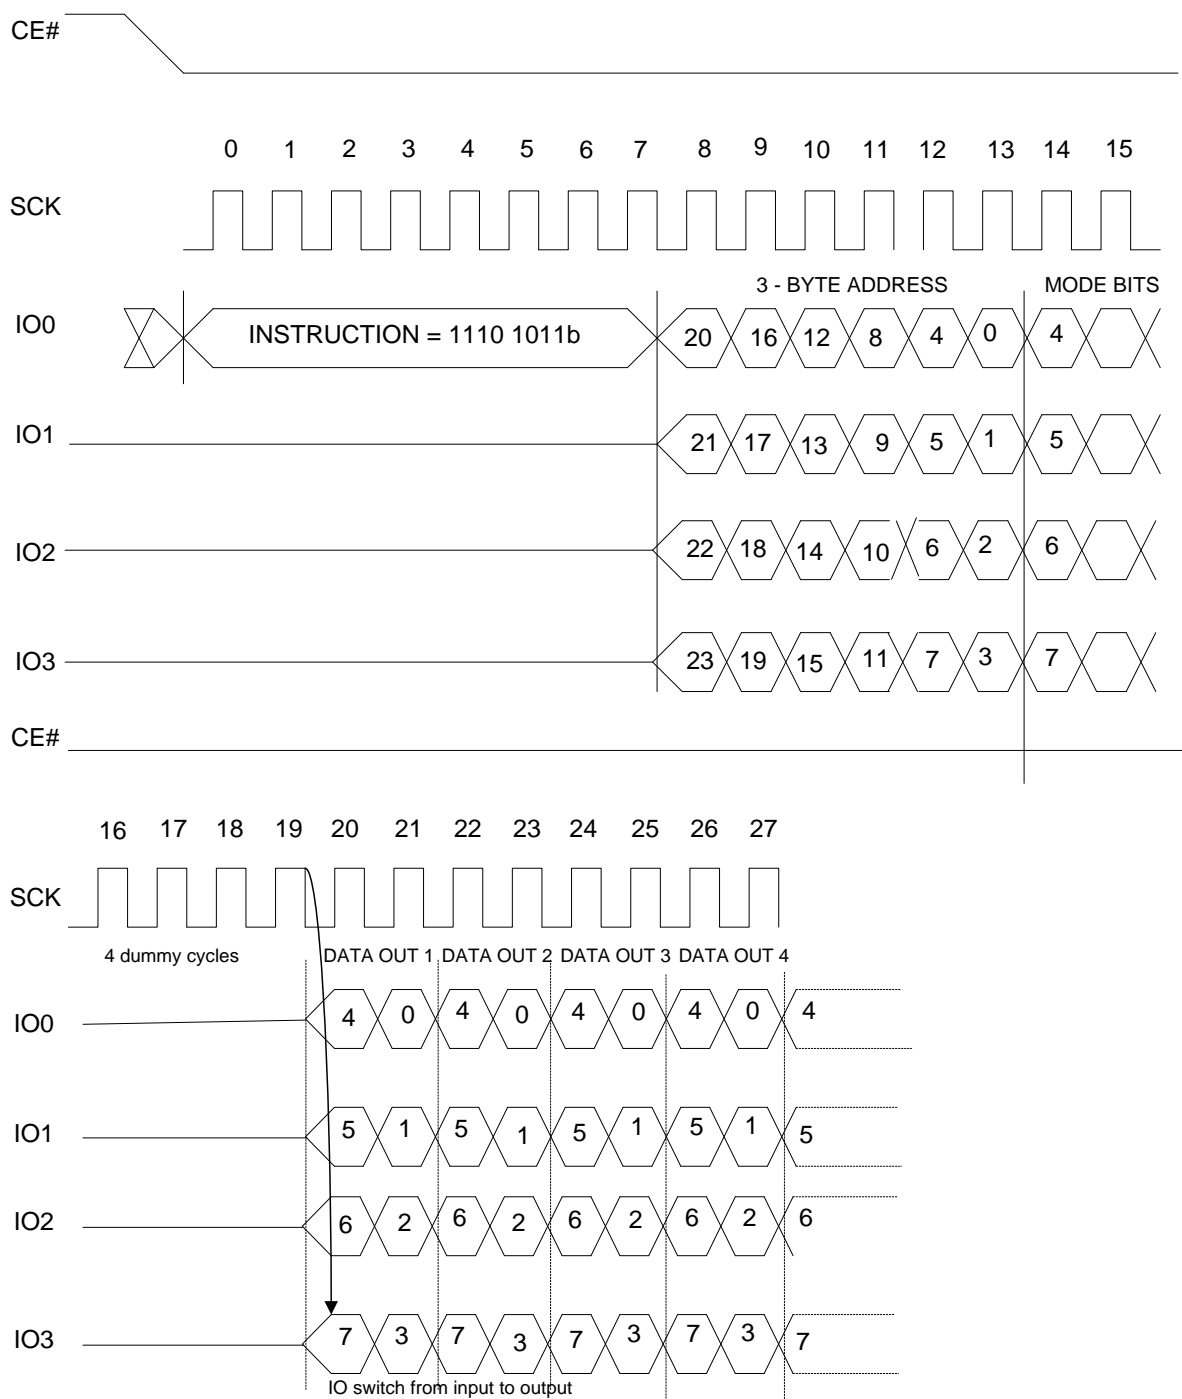 CE#
0 1 2 3 4 5 6 7 8 9 10 11 12 13 14 15
SCK
3 - BYTE ADDRESS MODE BITS
IO0 INSTRUCTION = 1110 1011b 20 16 12 8 4 0 4
IO1 21 17 13 9 5 1 5
IO2 22 18 14 10 6 2 6
IO3 23 19 15 11 7 3 7
CE#
16 17 18 19 20 21 22 23 24 25 26 27
SCK
4 dummy cycles DATA OUT 1 DATA OUT 2 DATA OUT 3 DATA OUT 4
IO0 4 0 4 0 4 0 4 0 4
IO1 5 1 5 1 5 1 5 1 5
IO2 6 2 6 2 6 2 6 2 6
IO3 7 3 7 3 7 3 7 3 7
IO switch from input to output